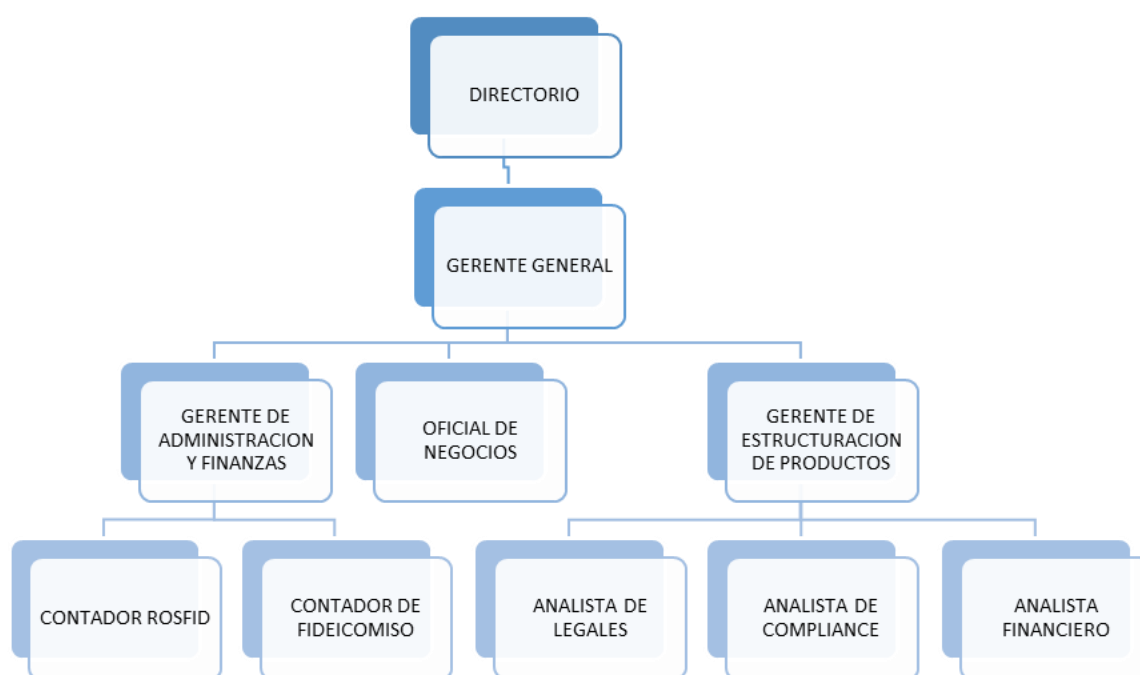 DIRECTORIO
GERENTE GENERAL
GERENTE DE
ADMINISTRACION
Y FINANZAS
OFICIAL DE
NEGOCIOS
GERENTE DE
ESTRUCTURACION
DE PRODUCTOS
CONTADOR ROSFID
CONTADOR DE
FIDEICOMISO
ANALISTA DE
LEGALES
ANALISTA DE
COMPLIANCE
ANALISTA
FINANCIERO